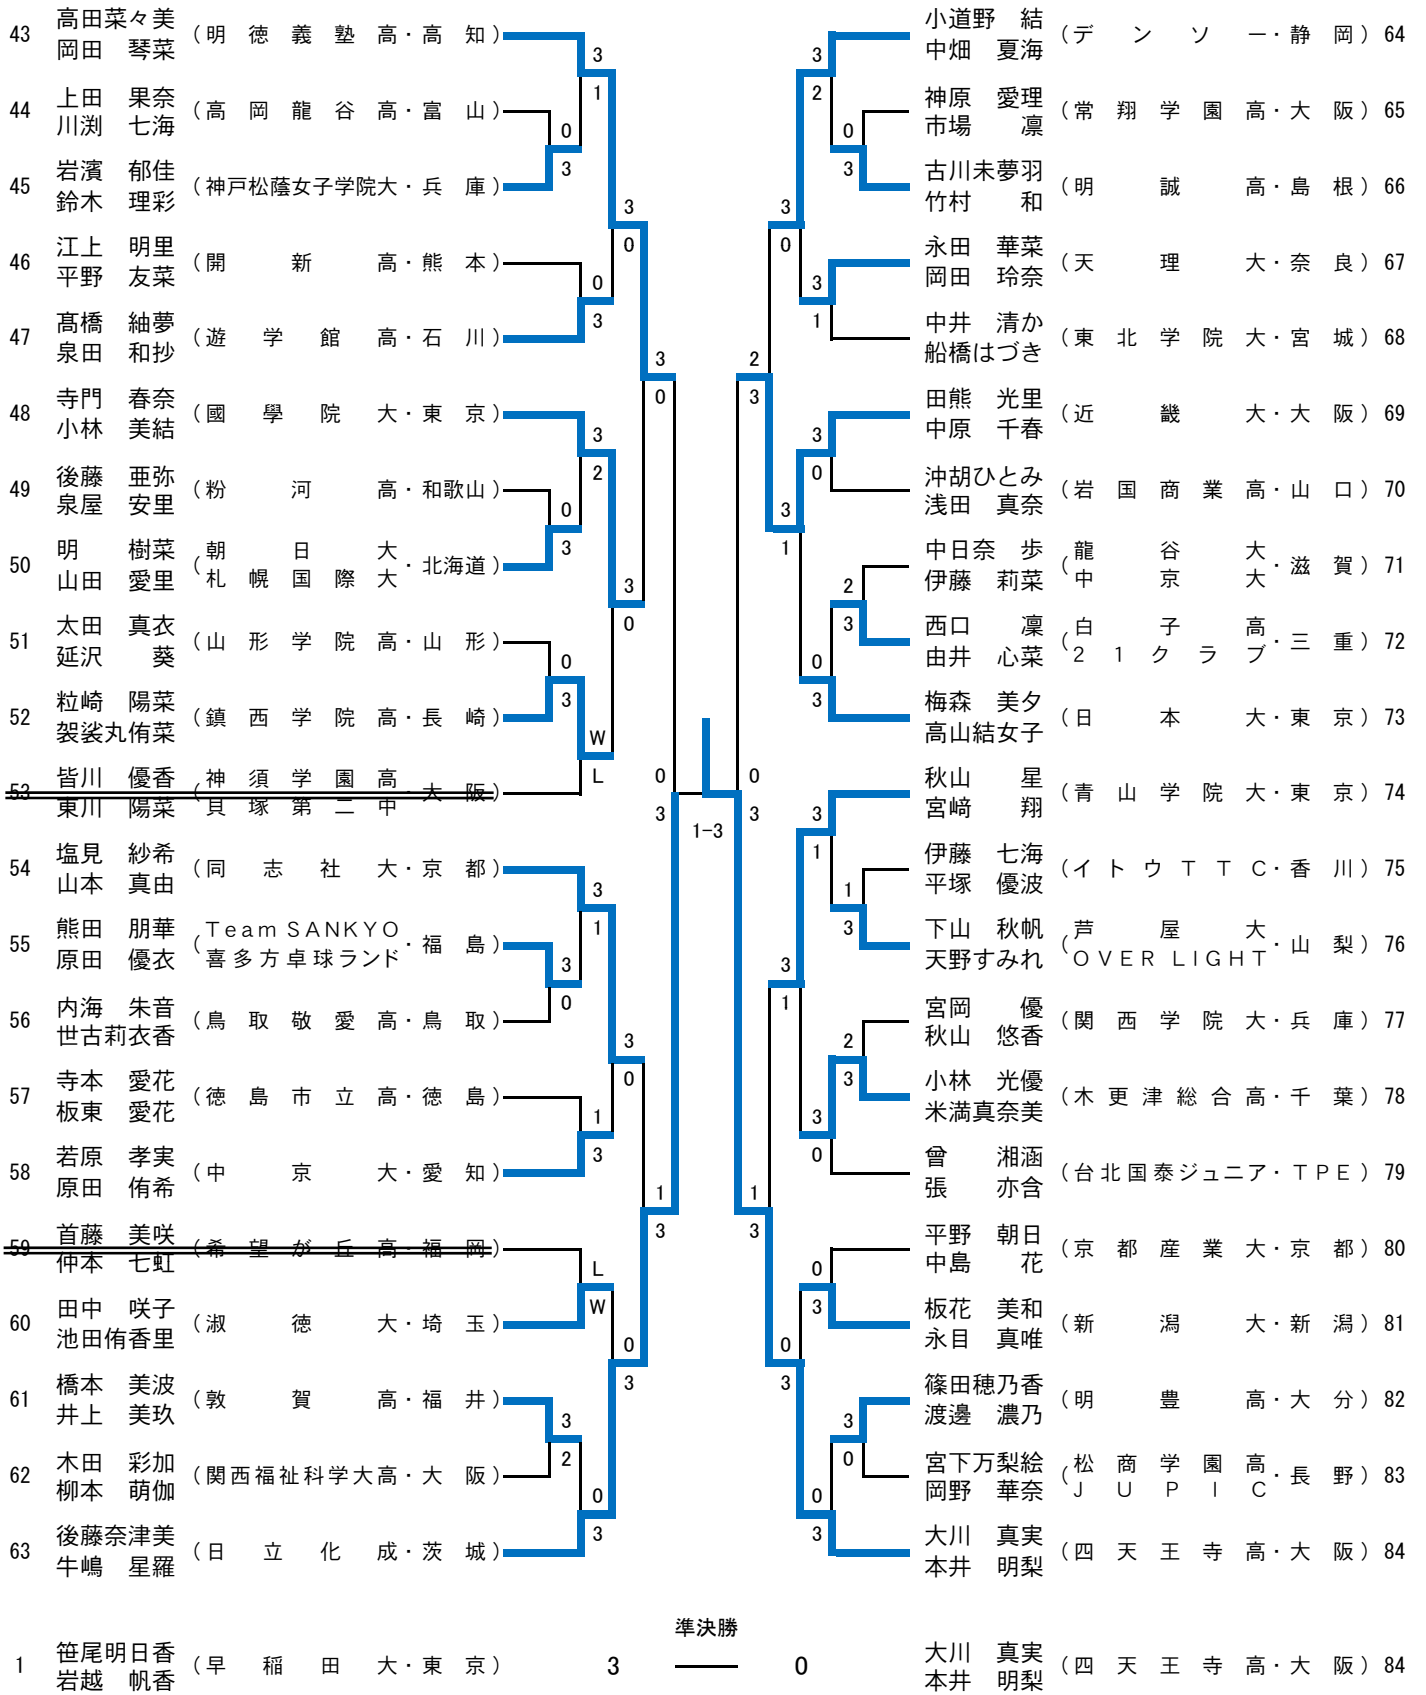 43 高田菜々美 岡田　琴菜 （明徳義塾高・高知）
44 上田　果奈 川渕　七海 （高岡龍谷高・富山）
45 岩濱　郁佳 鈴木　理彩 （神戸松蔭女子学院大・兵庫）
46 江上　明里 平野　友菜 （開新高・熊本）
47 髙橋　紬夢 泉田　和抄 （遊学館高・石川）
48 寺門　春奈 小林　美結 （國學院大・東京）
49 後藤　亜弥 泉屋　安里 （粉河高・和歌山）
50 明　樹菜 山田　愛里 （朝日大 札幌国際大・北海道）
51 太田　真衣 延沢　葵 （山形学院高・山形）
52 粒崎　陽菜 袈裟丸侑菜 （鎮西学院高・長崎）
53 皆川　優香 東川　陽菜 （神須学園高 貝塚第二中・大阪）
54 塩見　紗希 山本　真由 （同志社大・京都）
55 熊田　朋華 原田　優衣 （Team SANKYO 喜多方卓球ランド・福島）
56 内海　朱音 世古莉衣香 （鳥取敬愛高・鳥取）
57 寺本　愛花 板東　愛花 （徳島市立高・徳島）
58 若原　孝実 原田　侑希 （中京大・愛知）
59 首藤　美咲 仲本　七虹 （希望が丘高・福岡）
60 田中　咲子 池田侑香里 （淑徳大・埼玉）
61 橋本　美波 井上　美玖 （敦賀高・福井）
62 木田　彩加 柳本　萌伽 （関西福祉科学大高・大阪）
63 後藤奈津美 牛嶋　星羅 （日立化成・茨城）
3 1
0 3
3 0
0 3
3 0
3 2
0 3
3 0
0 3
W L
0 3
3 1
3 0
3 0
1 3
1 3
L W
0 3
3 2
0 3
1-3
小道野　結 中畑　夏海 （デンソー・静岡） 64
神原　愛理 市場　凛 （常翔学園高・大阪） 65
古川未夢羽 竹村　和 （明誠高・島根） 66
永田　華菜 岡田　玲奈 （天理大・奈良） 67
中井　清か 船橋はづき （東北学院大・宮城） 68
田熊　光里 中原　千春 （近畿大・大阪） 69
沖胡ひとみ 浅田　真奈 （岩国商業高・山口） 70
中日奈　歩 伊藤　莉菜 （龍谷大 中京大・滋賀） 71
西口　凜 由井　心菜 （白子高 21クラブ・三重） 72
梅森　美夕 高山結女子 （日本大・東京） 73
秋山　星 宮﨑　翔 （青山学院大・東京） 74
伊藤　七海 平塚　優波 （イトウTTC・香川） 75
下山　秋帆 天野すみれ （芦屋大 OVER LIGHT・山梨） 76
宮岡　優 秋山　悠香 （関西学院大・兵庫） 77
小林　光優 米満真奈美 （木更津総合高・千葉） 78
曾　湘涵 張　亦含 （台北国泰ジュニア・TPE） 79
平野　朝日 中島　花 （京都産業大・京都） 80
板花　美和 永目　真唯 （新潟大・新潟） 81
篠田穂乃香 渡邊　濃乃 （明豊高・大分） 82
宮下万梨絵 岡野　華奈 （松商学園高 JUPIC・長野） 83
大川　真実 本井　明梨 （四天王寺高・大阪） 84
3 2
0 3
3 0
3 1
2 3
3 0
3 1
2 3
0 3
0 3
3 1
1 3
3 1
2 3
3 0
1 3
0 3
0 3
3 0
0 3
準決勝
1 笹尾明日香 岩越　帆香 （早稲田大・東京） 3 ── 0 大川　真実 本井　明梨 （四天王寺高・大阪） 84